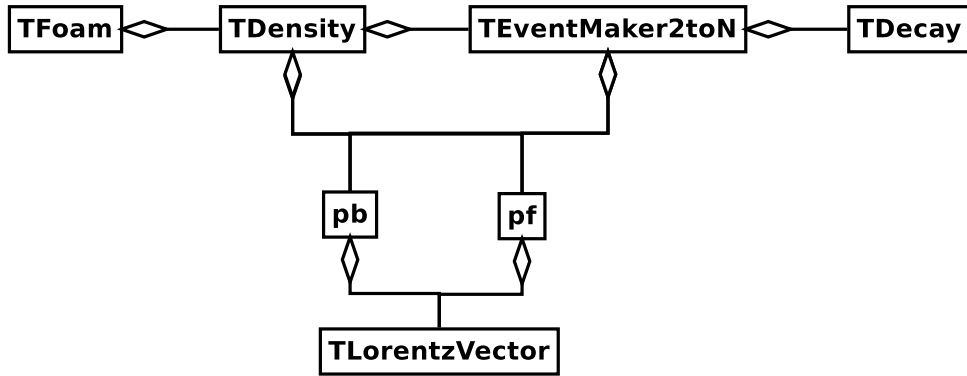 TFoam
TDensity
TEventMaker2toN
TDecay
pb
pf
TLorentzVector